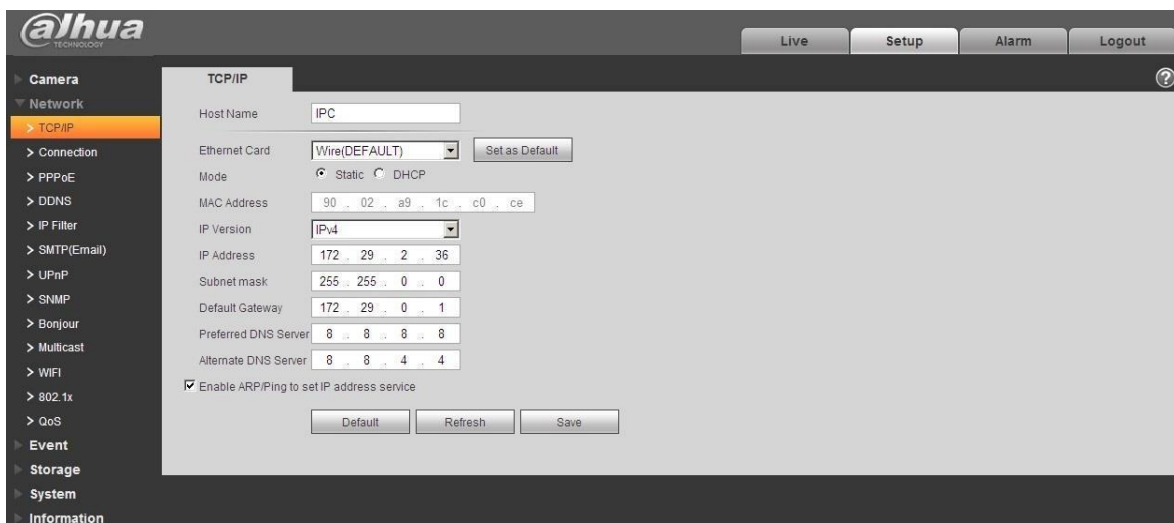 alhua
TECHNOLOGY
Live
Setup
Alarm
Logout
Camera
Network
> TCP/IP
> Connection
> PPPoE
> DDNS
> IP Filter
> SMTP(Email)
> UPnP
> SNMP
> Bonjour
> Multicast
> WIFI
> 802.1x
> QoS
Event
Storage
System
Information
TCP/IP
?
Host Name IPC
Ethernet Card Wire(DEFAULT) Set as Default
Mode Static DHCP
MAC Address 90 . 02 . a9 . 1c . c0 . ce
IP Version IPv4
IP Address 172 . 29 . 2 . 36
Subnet mask 255 . 255 . 0 . 0
Default Gateway 172 . 29 . 0 . 1
Preferred DNS Server 8 . 8 . 8 . 8
Alternate DNS Server 8 . 8 . 4 . 4
Enable ARP/Ping to set IP address service
Default Refresh Save